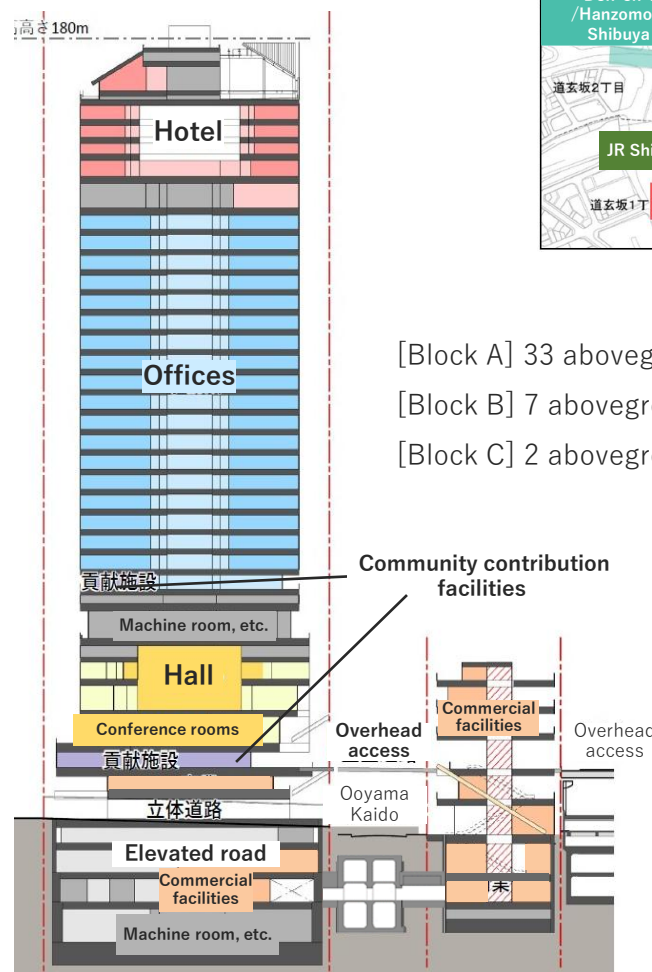 高さ180m
/Hanzomo
Shibuya
道玄坂2丁目
JR Shi
道玄坂1丁
Hotel
Offices
[Block A] 33 abovegr
[Block B] 7 abovegro
[Block C] 2 abovegr
貢献施設
Community contribution
facilities
Machine room, etc.
Hall
Conference rooms
貢献施設
Commercial
facilities
Overhead
access
Overhead
access
立体道路
Ooyama
Kaido
Elevated road
Commercial
facilities
Machine room, etc.